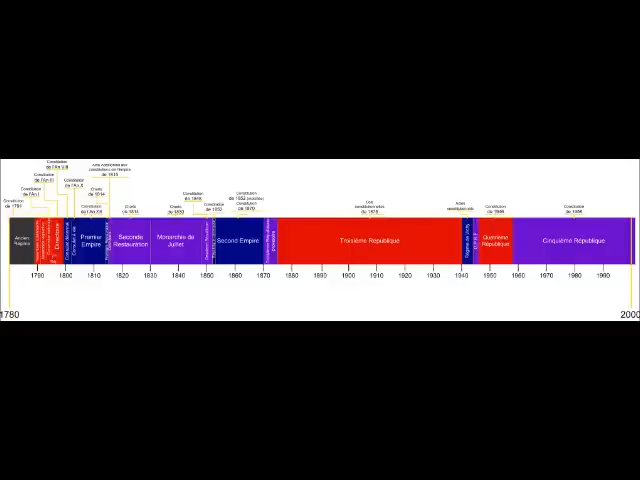 Constitution
de l'An VIII
Actes additionnels aux
constitutions de l'Empire
de 1815
Constitution
de l'An III
Constitution
de l'An X
Constitution
de l'An I
Charte
de 1814
Constitution
de 1848
Constitution
de 1852 (modifiée)
Constitution
de 1791
Constitution
de l'An XII
Charte
de 1814
Charte
de 1830
Constitution
de 1852
Constitution
de 1870
Lois
constitutionnelles
de 1875
Actes
constitutionnels
Constitution
de 1946
Constitution
de 1958
Ancien
Régime
Directoire
Consulat à vie
Premier
Empire
Seconde
Restauration
Monarchie de
Juillet
Second Empire
Troisième République
Régime de Vichy
Quatrième
République
Cinquième République
1790 1800 1810 1820 1830 1840 1850 1860 1870 1880 1890 1900 1910 1920 1930 1940 1950 1960 1970 1980 1990
1780
2000